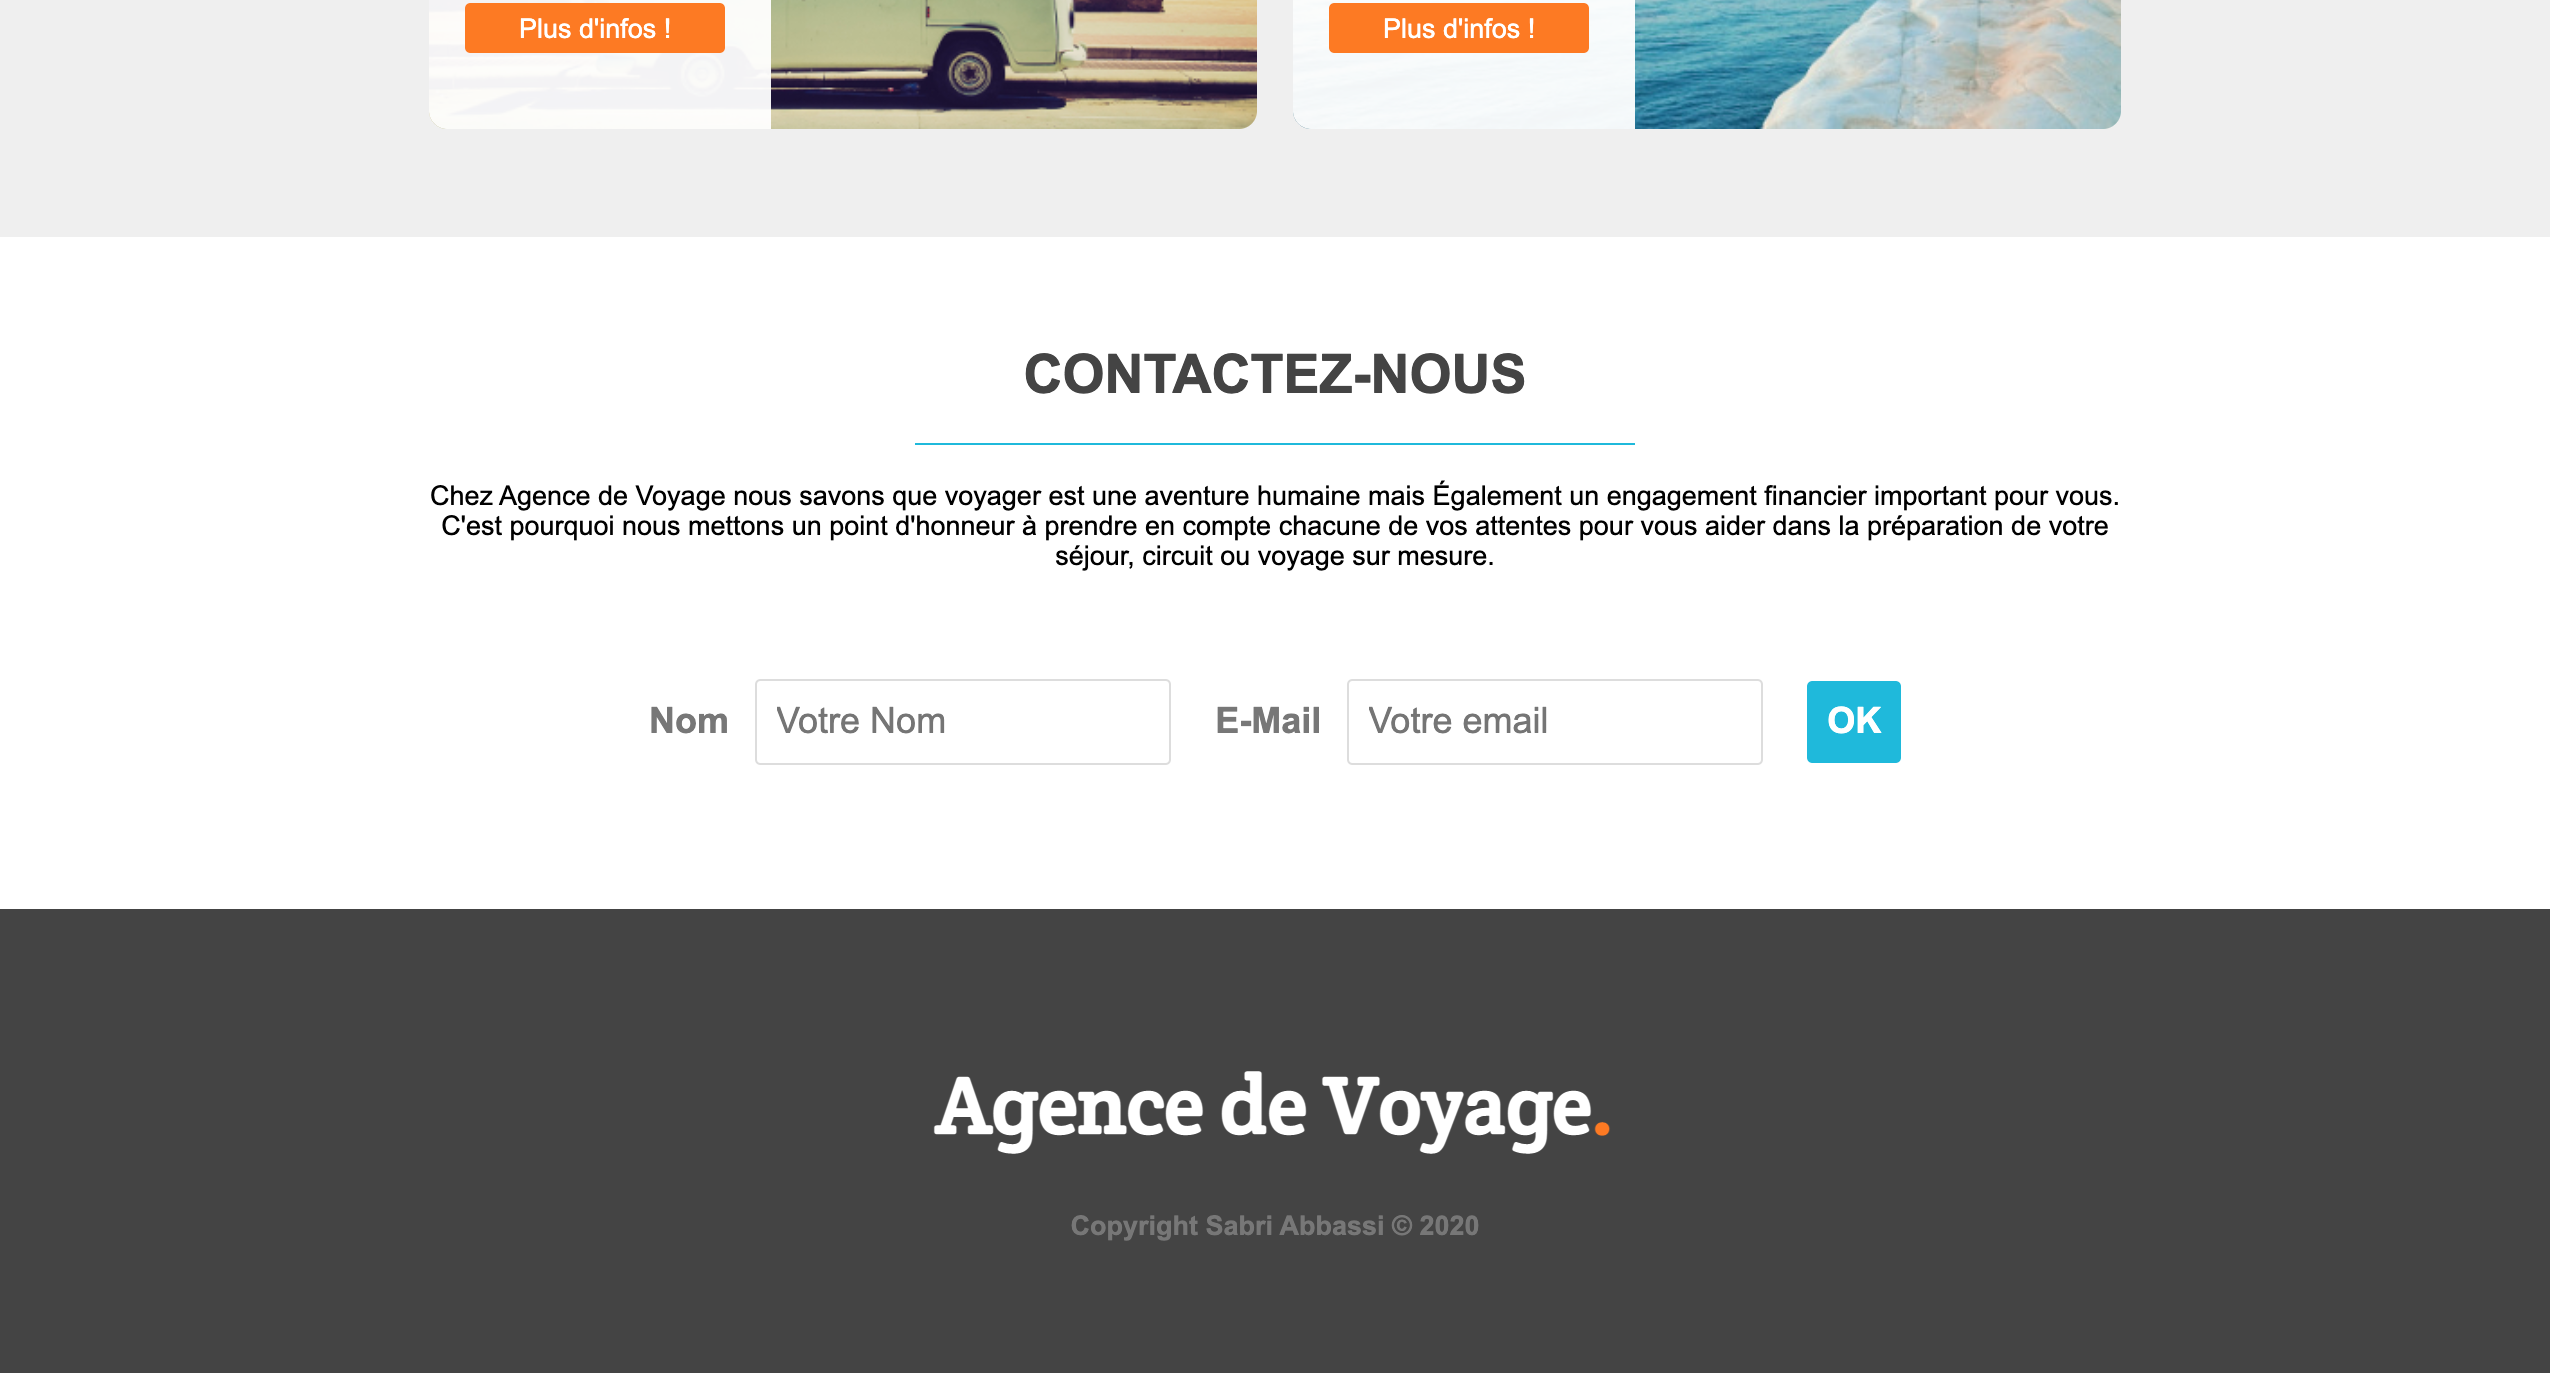 Plus d'infos !
Plus d'infos !
CONTACTEZ-NOUS
Chez Agence de Voyage nous savons que voyager est une aventure humaine mais Également un engagement financier important pour vous.
C'est pourquoi nous mettons un point d'honneur à prendre en compte chacune de vos attentes pour vous aider dans la préparation de votre
séjour, circuit ou voyage sur mesure.
Nom Votre Nom E-Mail Votre email OK
Agence de Voyage.
Copyright Sabri Abbassi © 2020